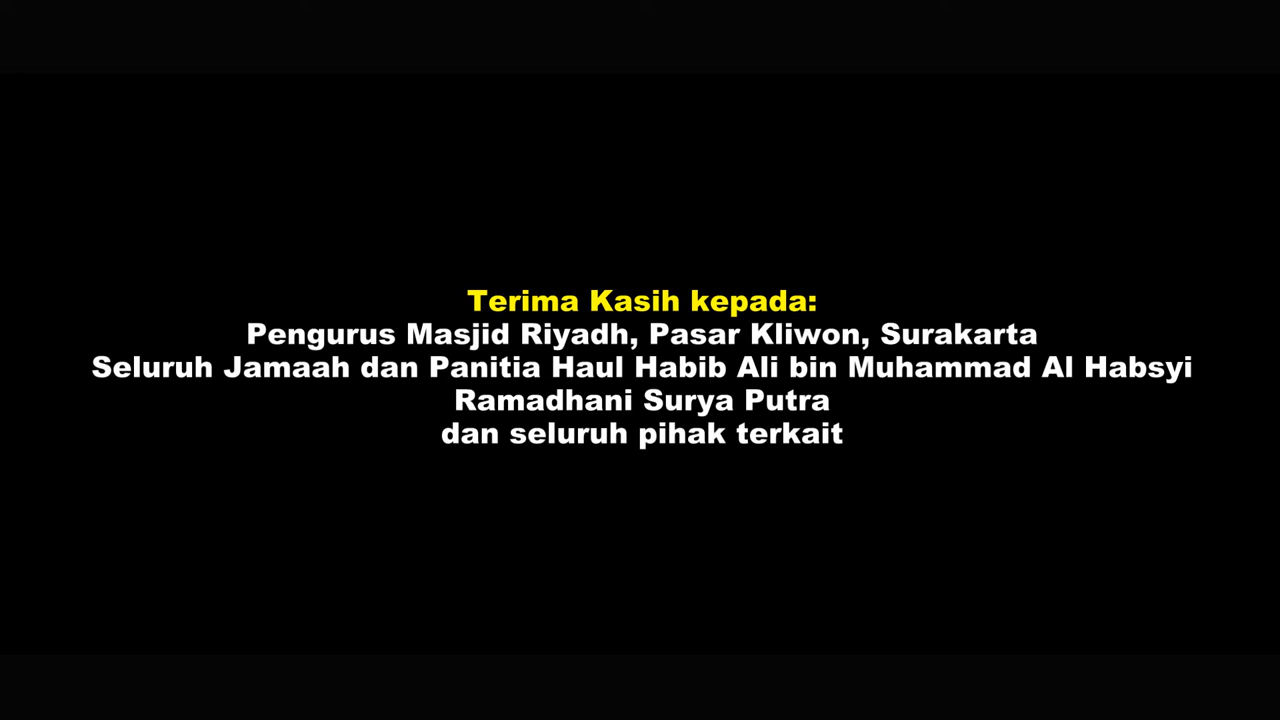 Terima Kasih kepada:
Pengurus Masjid Riyadh, Pasar Kliwon, Surakarta
Seluruh Jamaah dan Panitia Haul Habib Ali bin Muhammad Al Habsyi
Ramadhani Surya Putra
dan seluruh pihak terkait